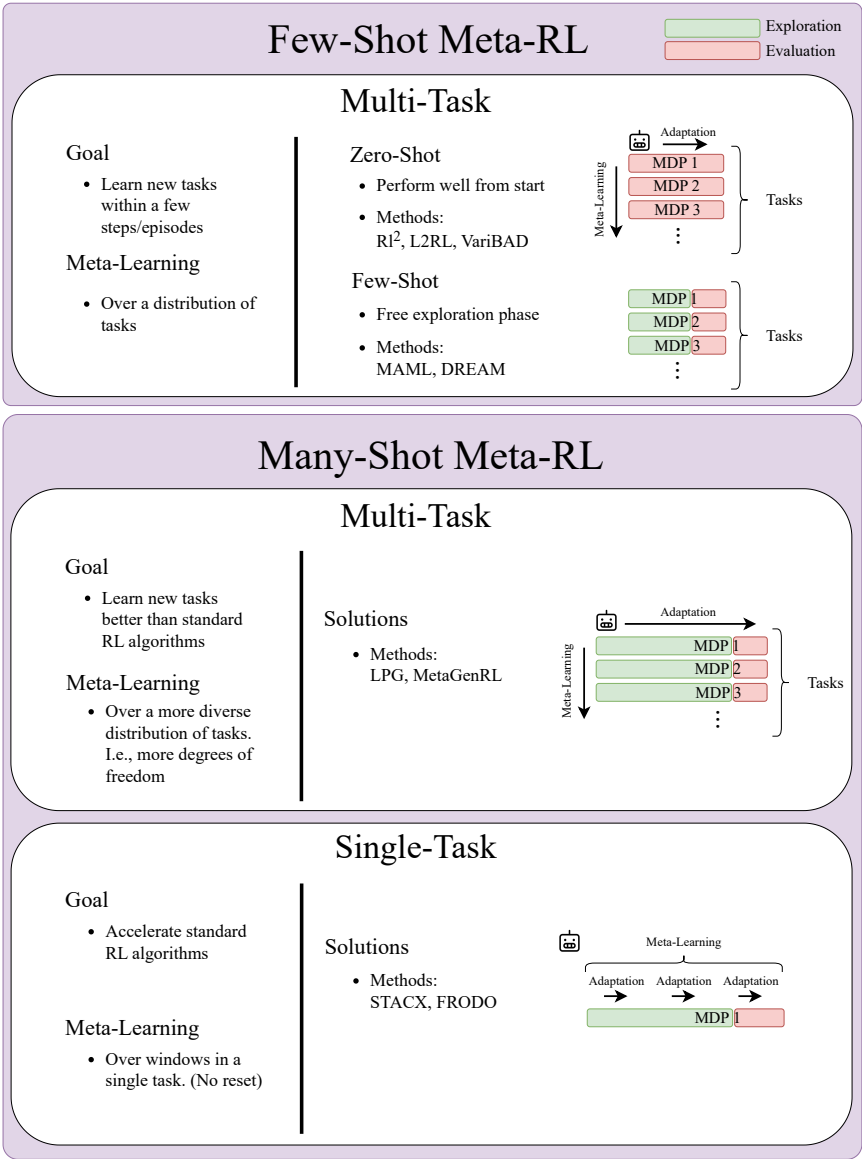 Few-Shot Meta-RL
Exploration
Evaluation
Multi-Task
Goal
• Learn new tasks
within a few
steps/episodes
Meta-Learning
• Over a distribution of
tasks
Zero-Shot
• Perform well from start
• Methods:
Rl², L2RL, VariBAD
Adaptation
Meta-Learning
MDP 1
MDP 2
MDP 3
⋮
Tasks
Few-Shot
• Free exploration phase
• Methods:
MAML, DREAM
MDP 1
MDP 2
MDP 3
⋮
Tasks
Many-Shot Meta-RL
Multi-Task
Goal
• Learn new tasks
better than standard
RL algorithms
Meta-Learning
• Over a more diverse
distribution of tasks.
I.e., more degrees of
freedom
Solutions
• Methods:
LPG, MetaGenRL
Adaptation
Meta-Learning
MDP 1
MDP 2
MDP 3
⋮
Tasks
Single-Task
Goal
• Accelerate standard
RL algorithms
Meta-Learning
• Over windows in a
single task. (No reset)
Solutions
• Methods:
STACX, FRODO
Meta-Learning
Adaptation Adaptation Adaptation
MDP 1